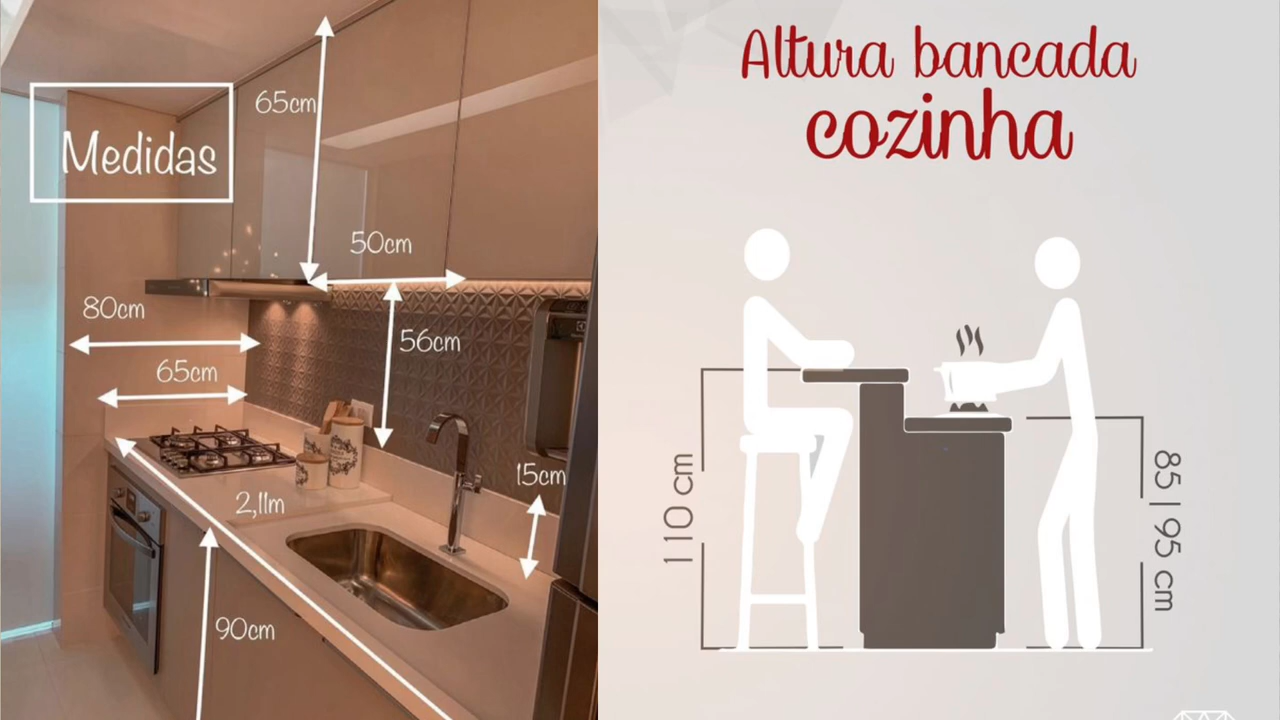 Medidas
65cm
50cm
80cm
56cm
65cm
15cm
2,11m
90cm
Altura bancada
cozinha
110 cm
85 | 95 cm